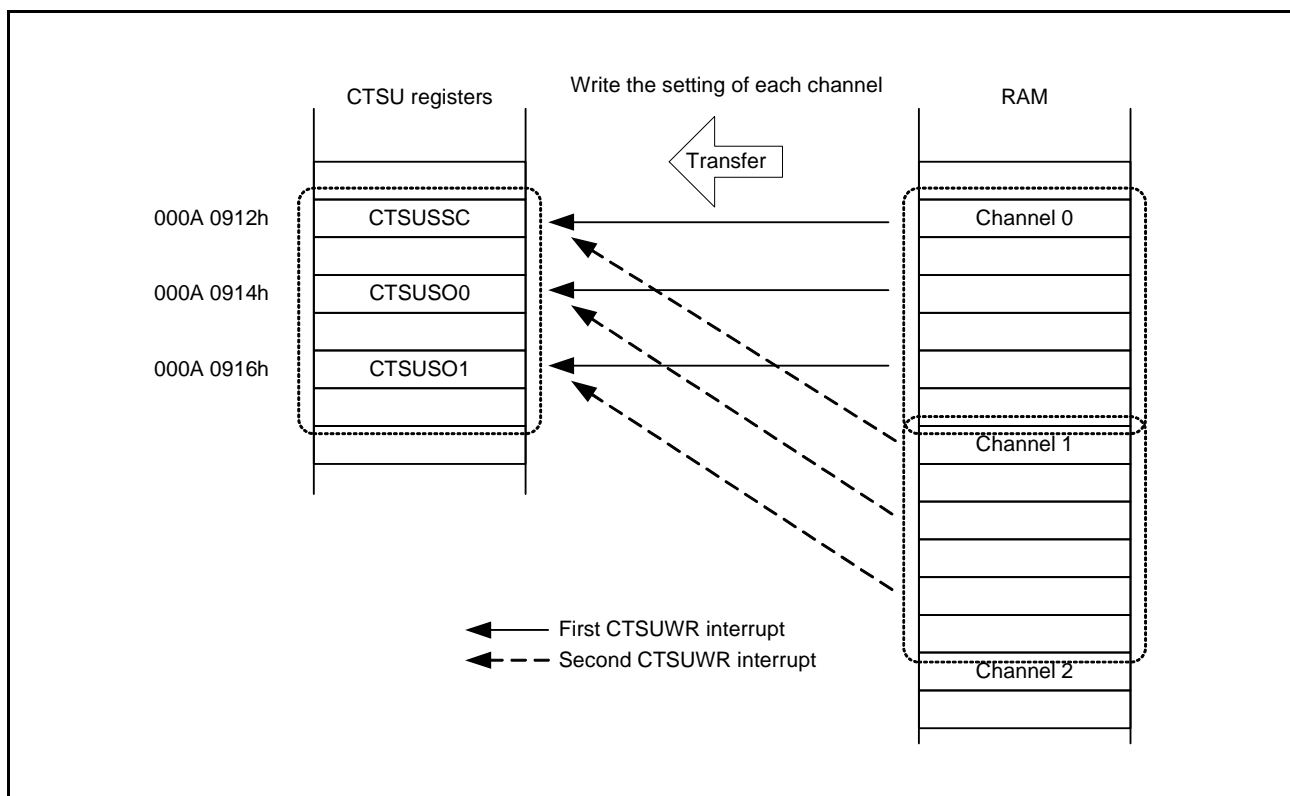 Write the setting of each channel
CTSU registers
RAM
Transfer
000A 0912h
CTSUSSC
Channel 0
000A 0914h
CTSUSO0
000A 0916h
CTSUSO1
Channel 1
First CTSUWR interrupt
Second CTSUWR interrupt
Channel 2